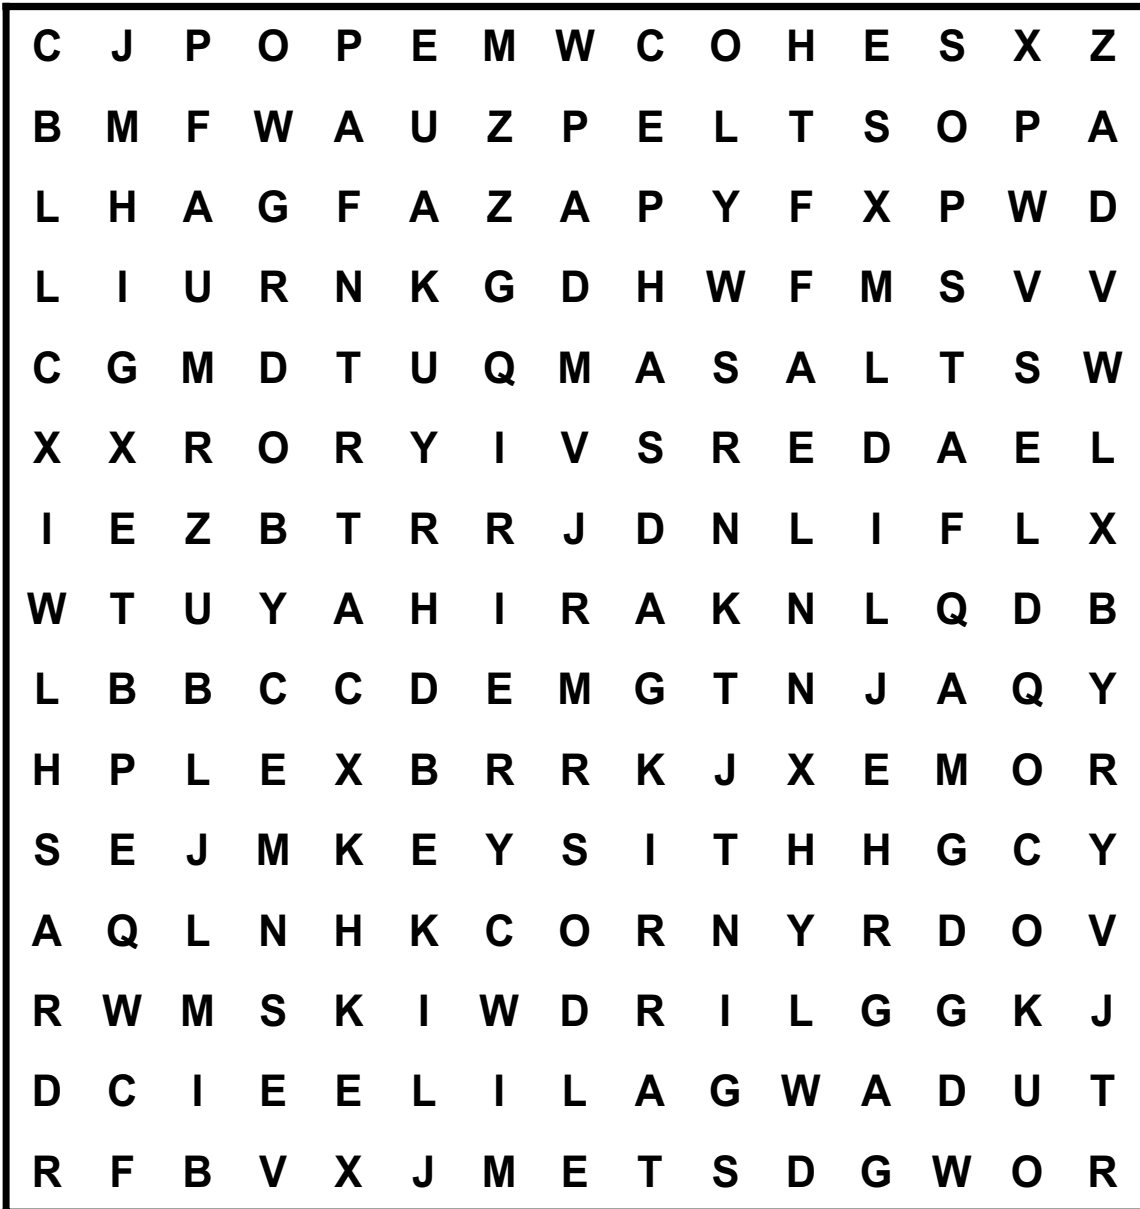 C J P O P E M W C O H E S X Z
B M F W A U Z P E L T S O P A
L H A G F A Z A P Y F X P W D
L I U R N K G D H W F M S V V
C G M D T U Q M A S A L T S W
X X R O R Y I V S R E D A E L
I E Z B T R R J D N L I F L X
W T U Y A H I R A K N L Q D B
L B B C C D E M G T N J A Q Y
H P L E X B R R K J X E M O R
S E J M K E Y S I T H H G C Y
A Q L N H K C O R N Y R D O V
R W M S K I W D R I L G G K J
D C I E E L I L A G W A D U T
R F B V X J M E T S D G W O R